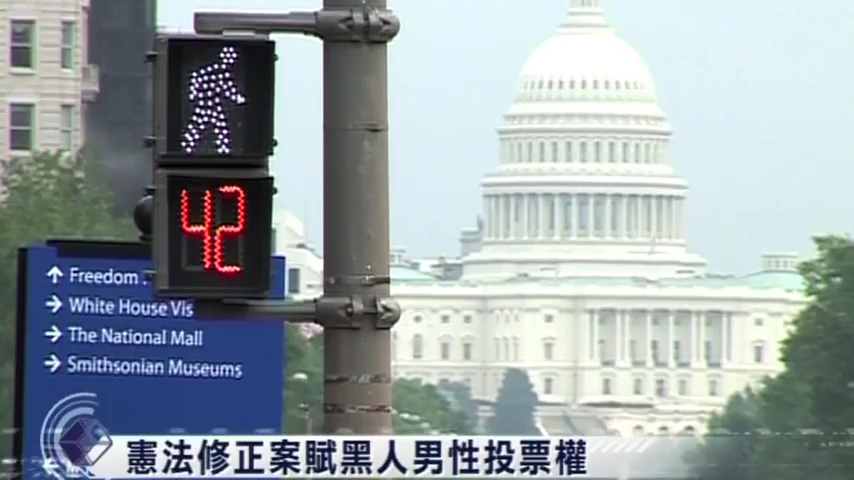 42
↑ Freedom
→ White House Vis
→ The National Mall
→ Smithsonian Museums
憲法修正案賦黑人男性投票權